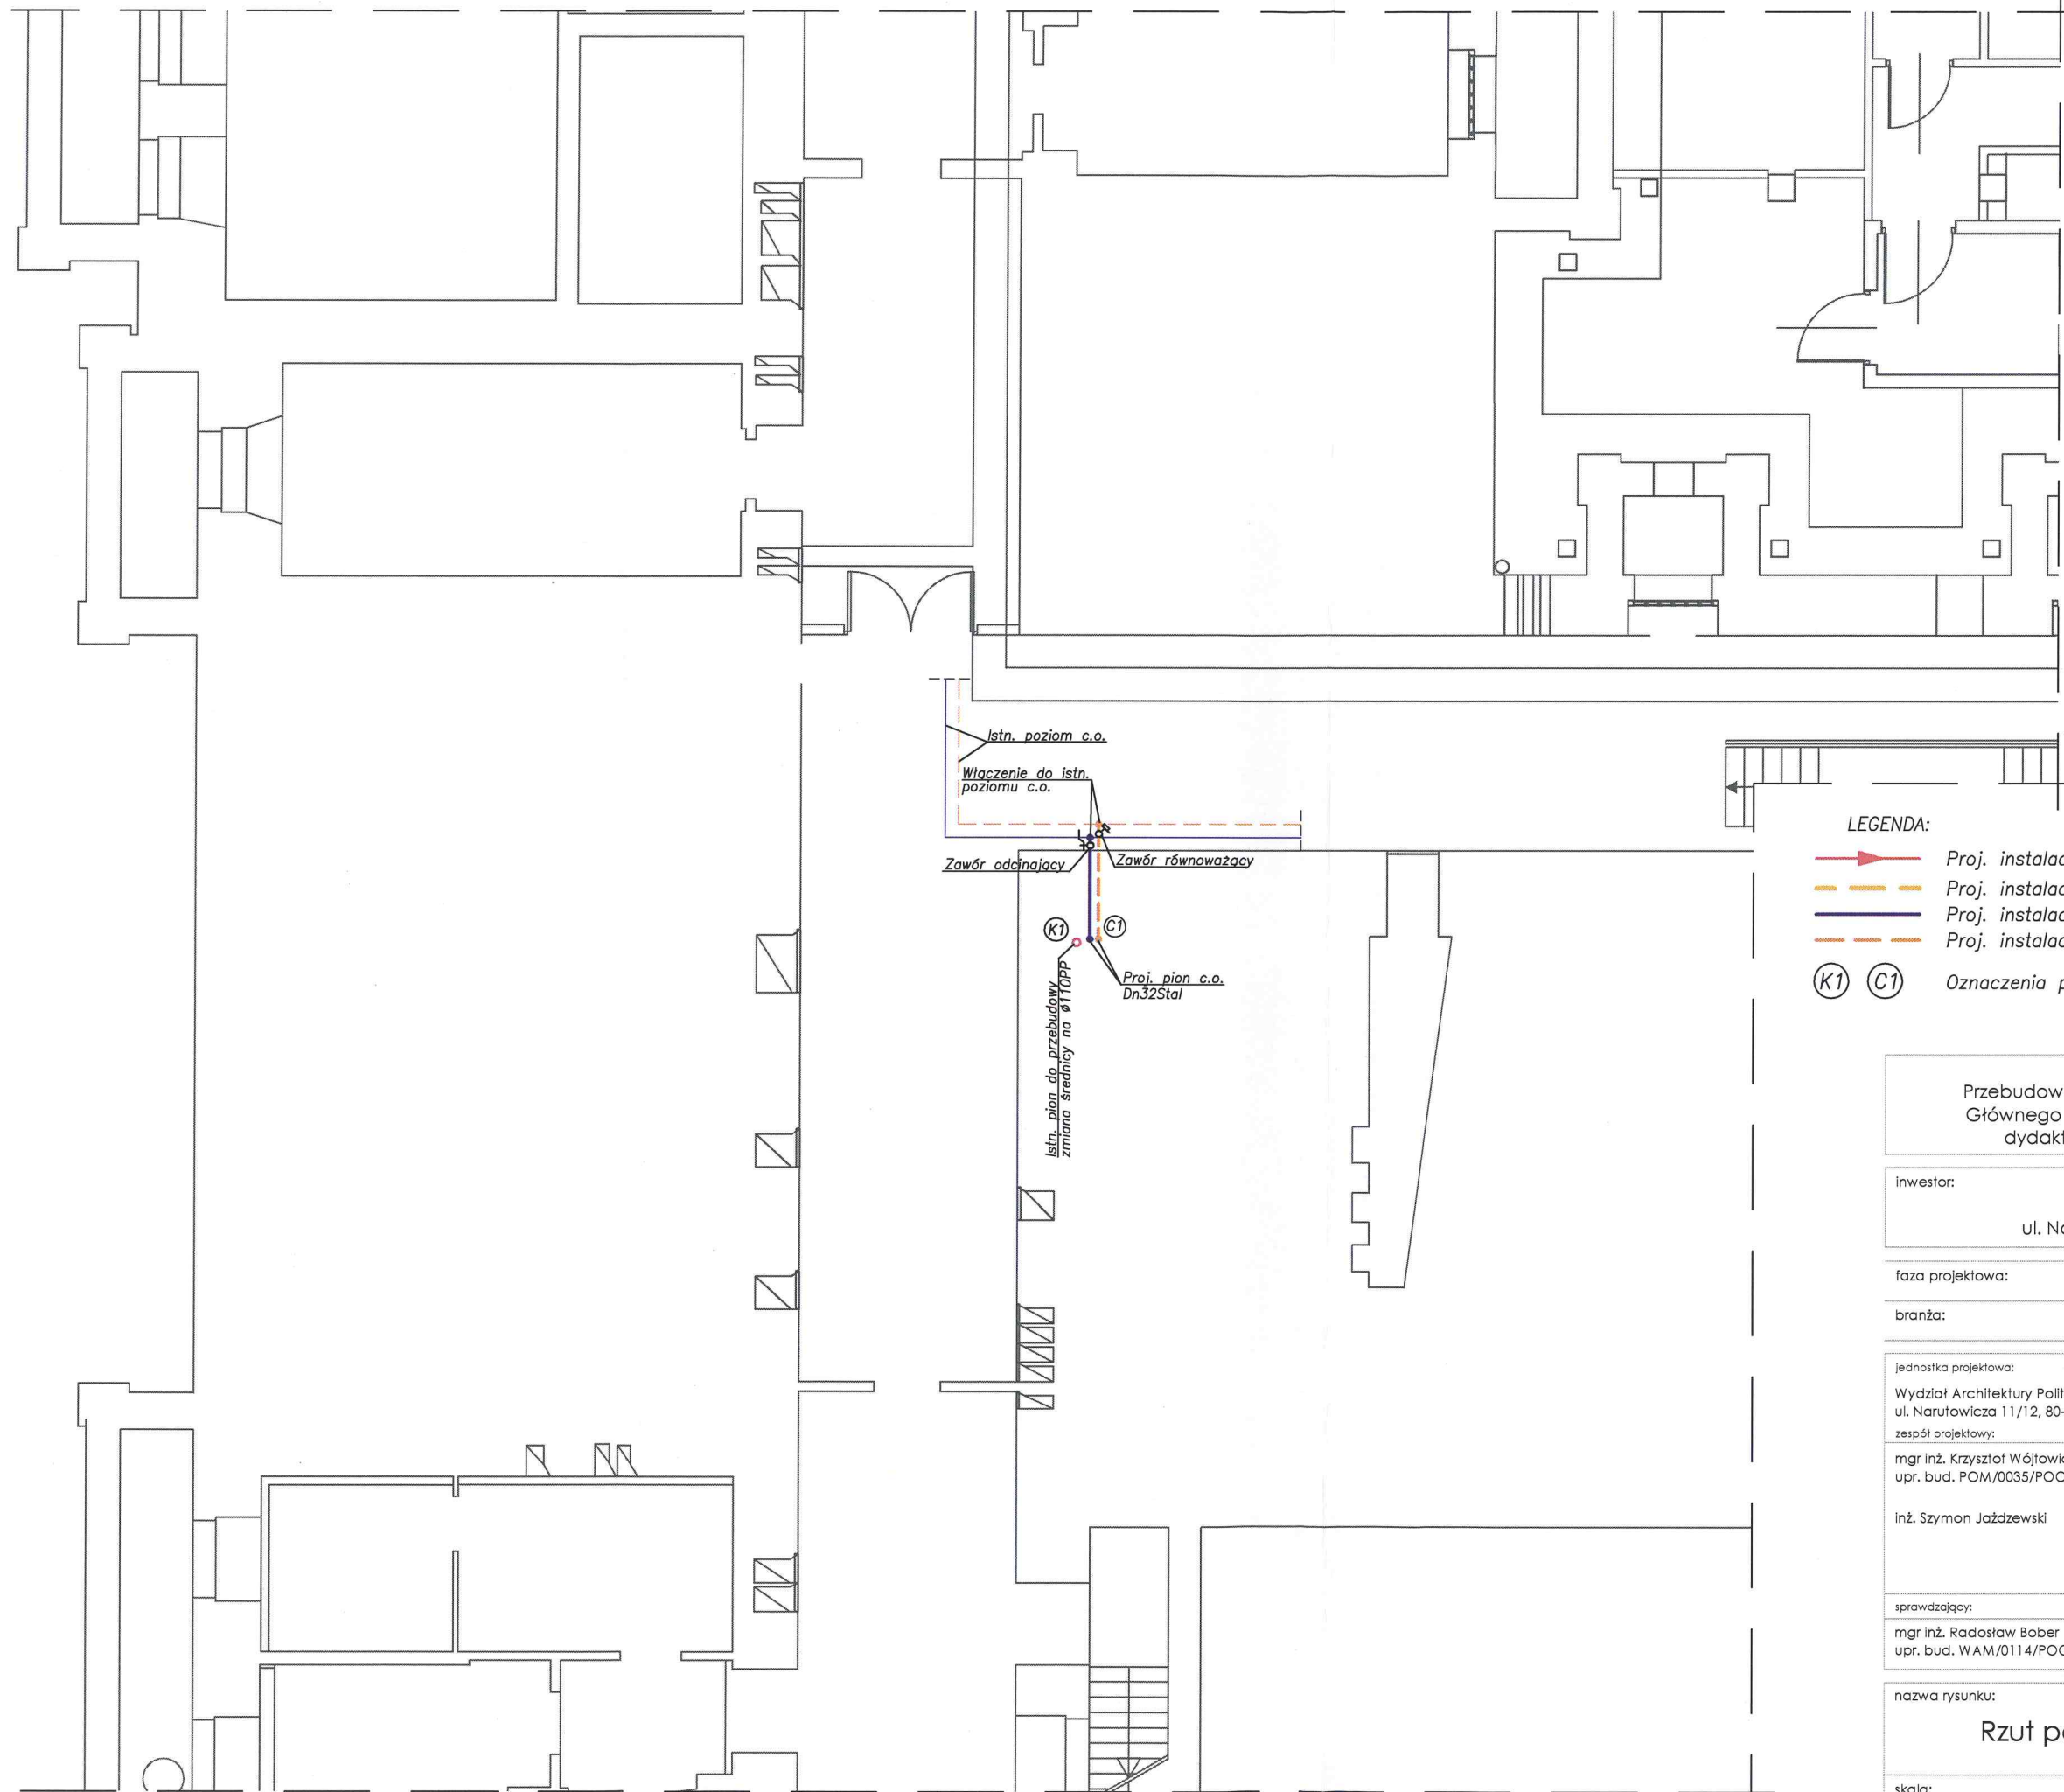 Istn. poziom c.o.
Włączenie do istn.
poziomu c.o.
Zawór odcinający
Zawór równoważący
K1
C1
Proj. pion c.o.
Dn32Stal
Istn. pion do przebudowy
zmiana średnicy na ø110PP
LEGENDA:
Proj. instalac
Proj. instalac
Proj. instalac
Proj. instalac
K1 C1 Oznaczenia p
Przebudow
Głównego
dydakt
inwestor:
ul. Na
faza projektowa:
branża:
jednostka projektowa:
Wydział Architektury Polit
ul. Narutowicza 11/12, 80-
zespół projektowy:
mgr inż. Krzysztof Wójtowic
upr. bud. POM/0035/POO
inż. Szymon Jażdzewski
sprawdzający:
mgr inż. Radosław Bober
upr. bud. WAM/0114/POO
nazwa rysunku:
Rzut po
skala: